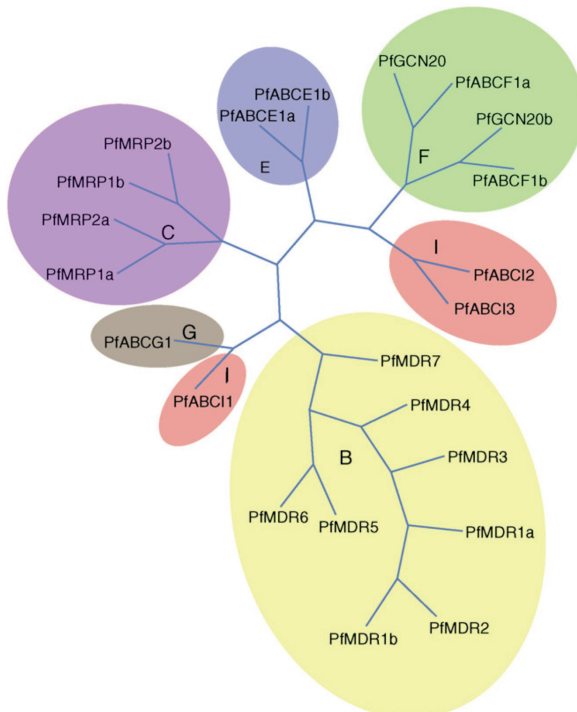 PfGCN20
PfABCF1a
PfABCE1b
PfABCE1a
PfGCN20b
PfMRP2b
F
E
PfABCF1b
PfMRP1b
PfMRP2a
C
I
PfMRP1a
PfABCI2
PfABCI3
G
PfABCG1
PfMDR7
I
PfABCI1
PfMDR4
B
PfMDR3
PfMDR6
PfMDR5
PfMDR1a
PfMDR2
PfMDR1b